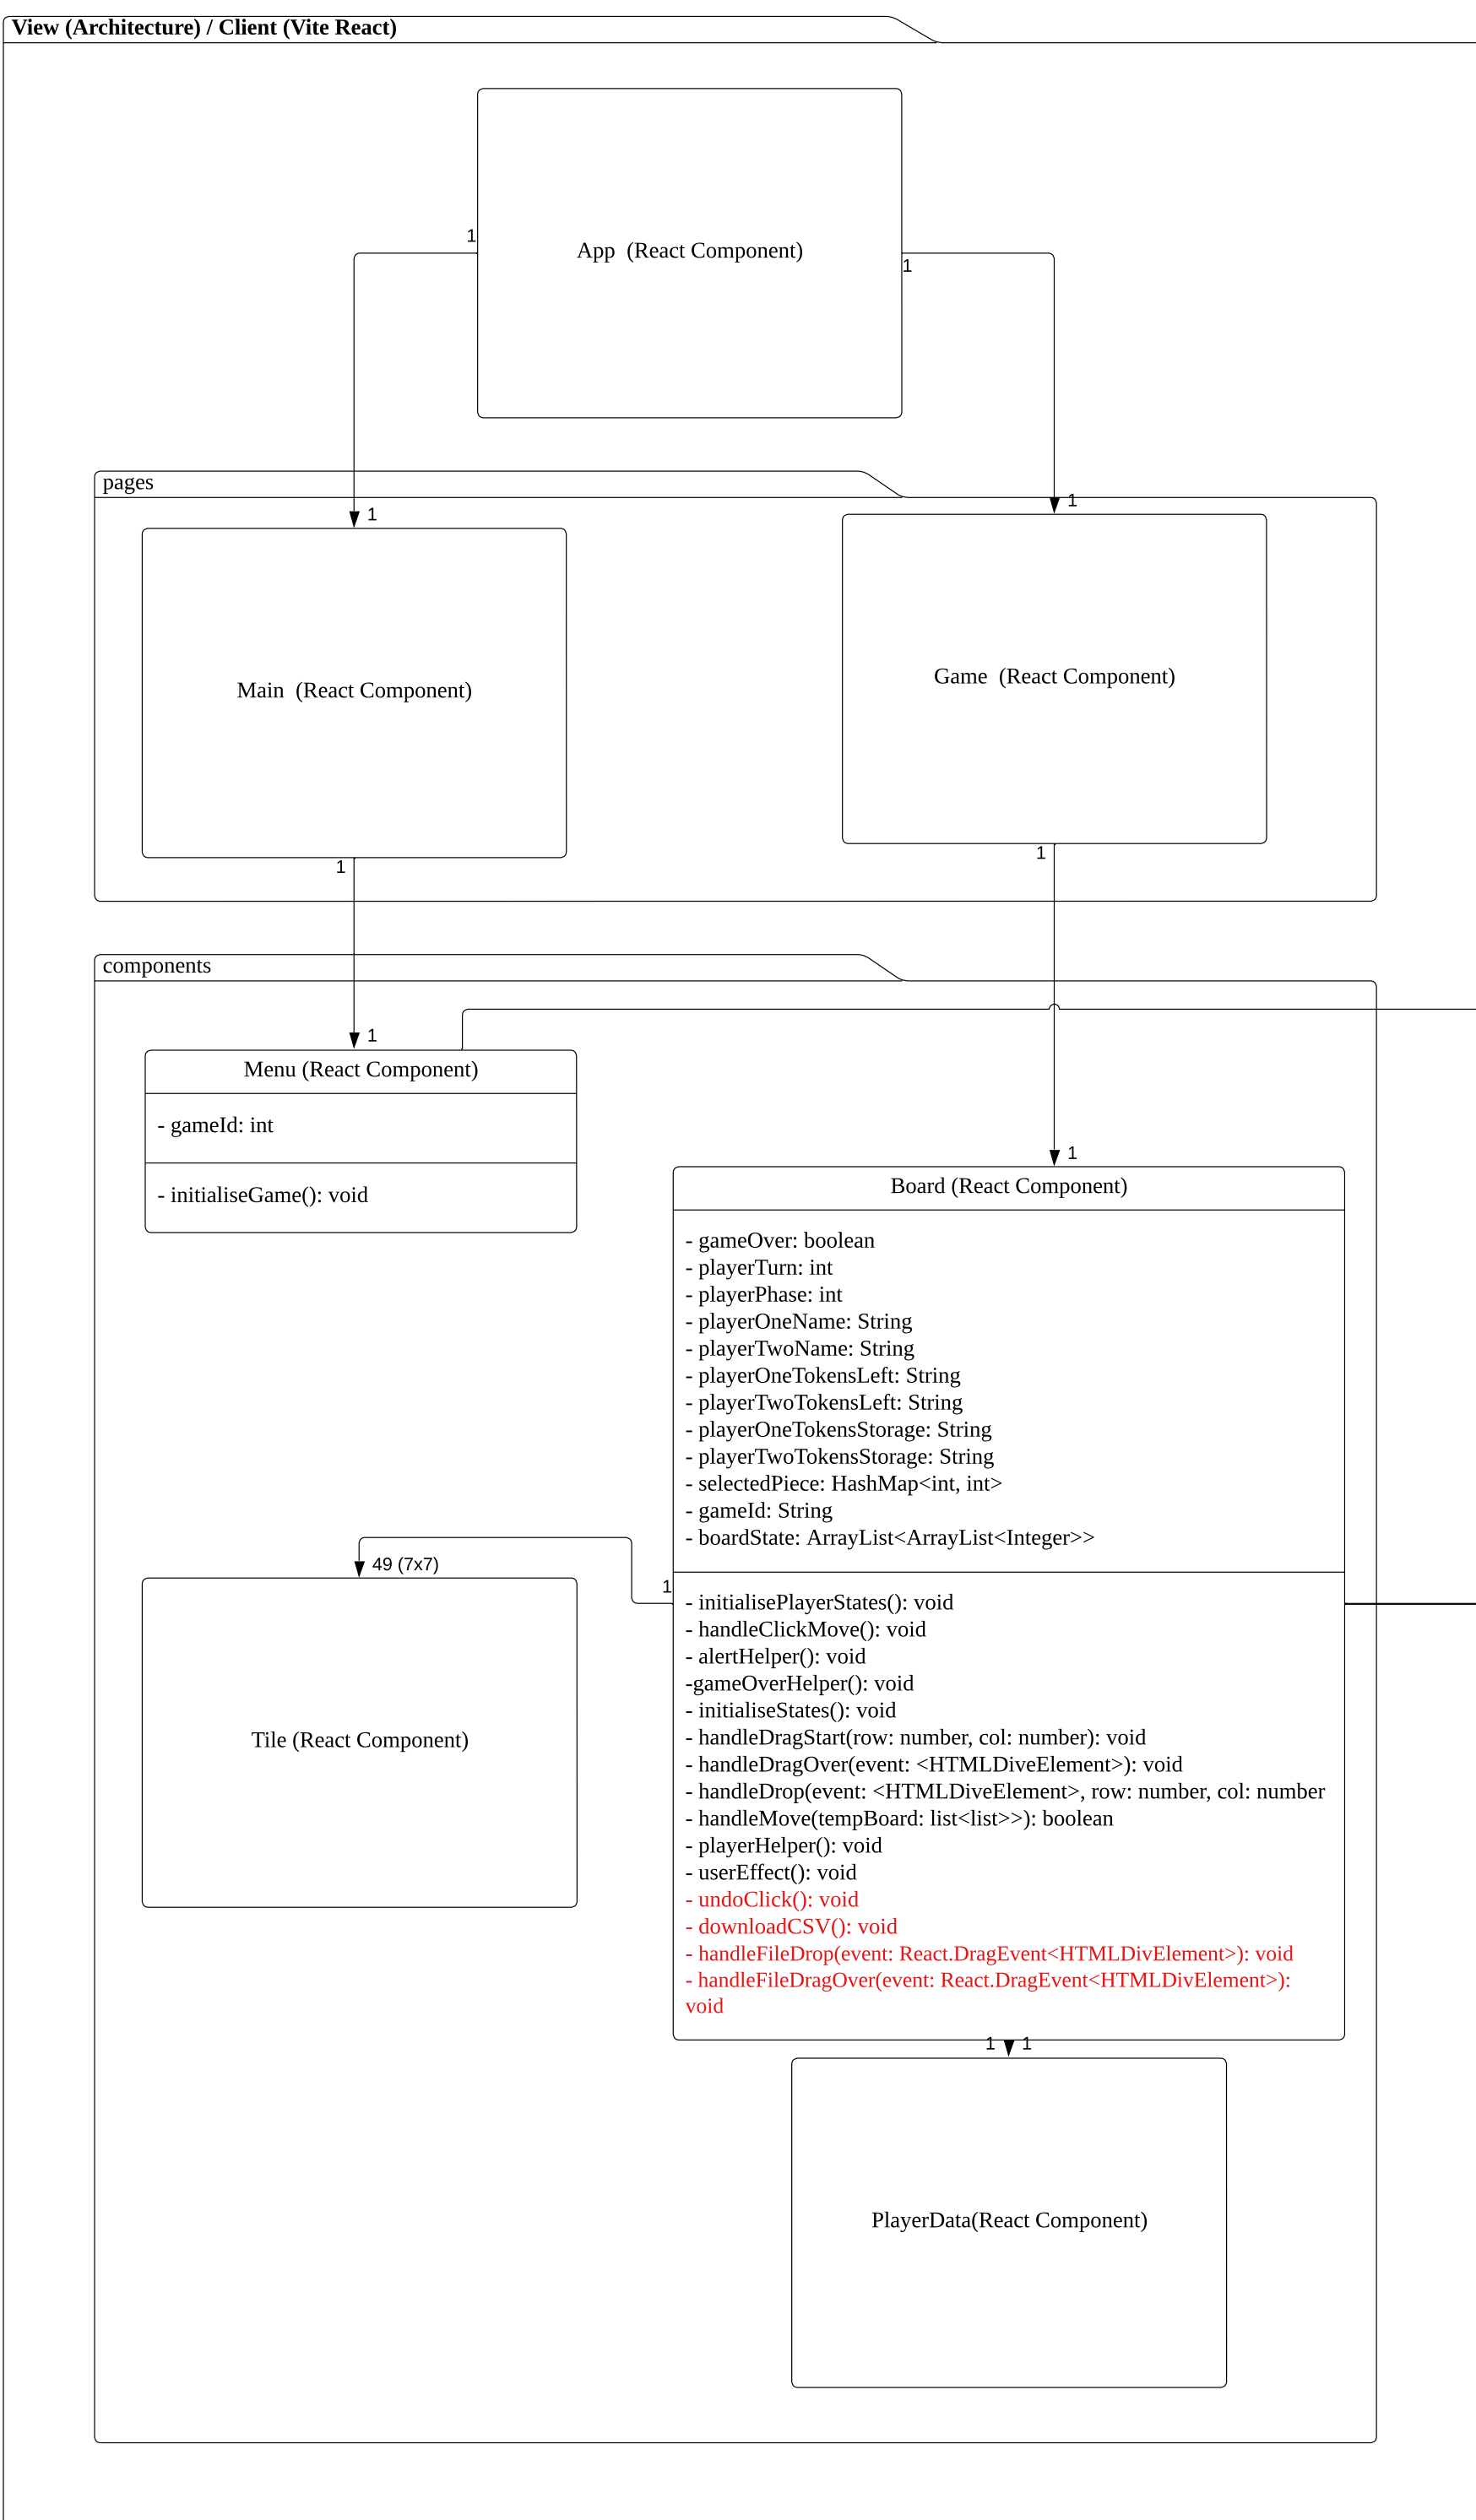 View (Architecture) / Client (Vite React)
App  (React Component)
1
1
pages
1
1
Main  (React Component)
Game  (React Component)
1
1
components
1
Menu (React Component)
- gameId: int
- initialiseGame(): void
1
Board (React Component)
- gameOver: boolean
- playerTurn: int
- playerPhase: int
- playerOneName: String
- playerTwoName: String
- playerOneTokensLeft: String
- playerTwoTokensLeft: String
- playerOneTokensStorage: String
- playerTwoTokensStorage: String
- selectedPiece: HashMap<int, int>
- gameId: String
- boardState: ArrayList<ArrayList<Integer>>
49 (7x7)
1
- initialisePlayerStates(): void
- handleClickMove(): void
- alertHelper(): void
-gameOverHelper(): void
- initialiseStates(): void
- handleDragStart(row: number, col: number): void
- handleDragOver(event: <HTMLDiveElement>): void
- handleDrop(event: <HTMLDiveElement>, row: number, col: number
- handleMove(tempBoard: list<list>>): boolean
- playerHelper(): void
- userEffect(): void
- undoClick(): void
- downloadCSV(): void
- handleFileDrop(event: React.DragEvent<HTMLDivElement>): void
- handleFileDragOver(event: React.DragEvent<HTMLDivElement>):
void
Tile (React Component)
1
1
PlayerData(React Component)